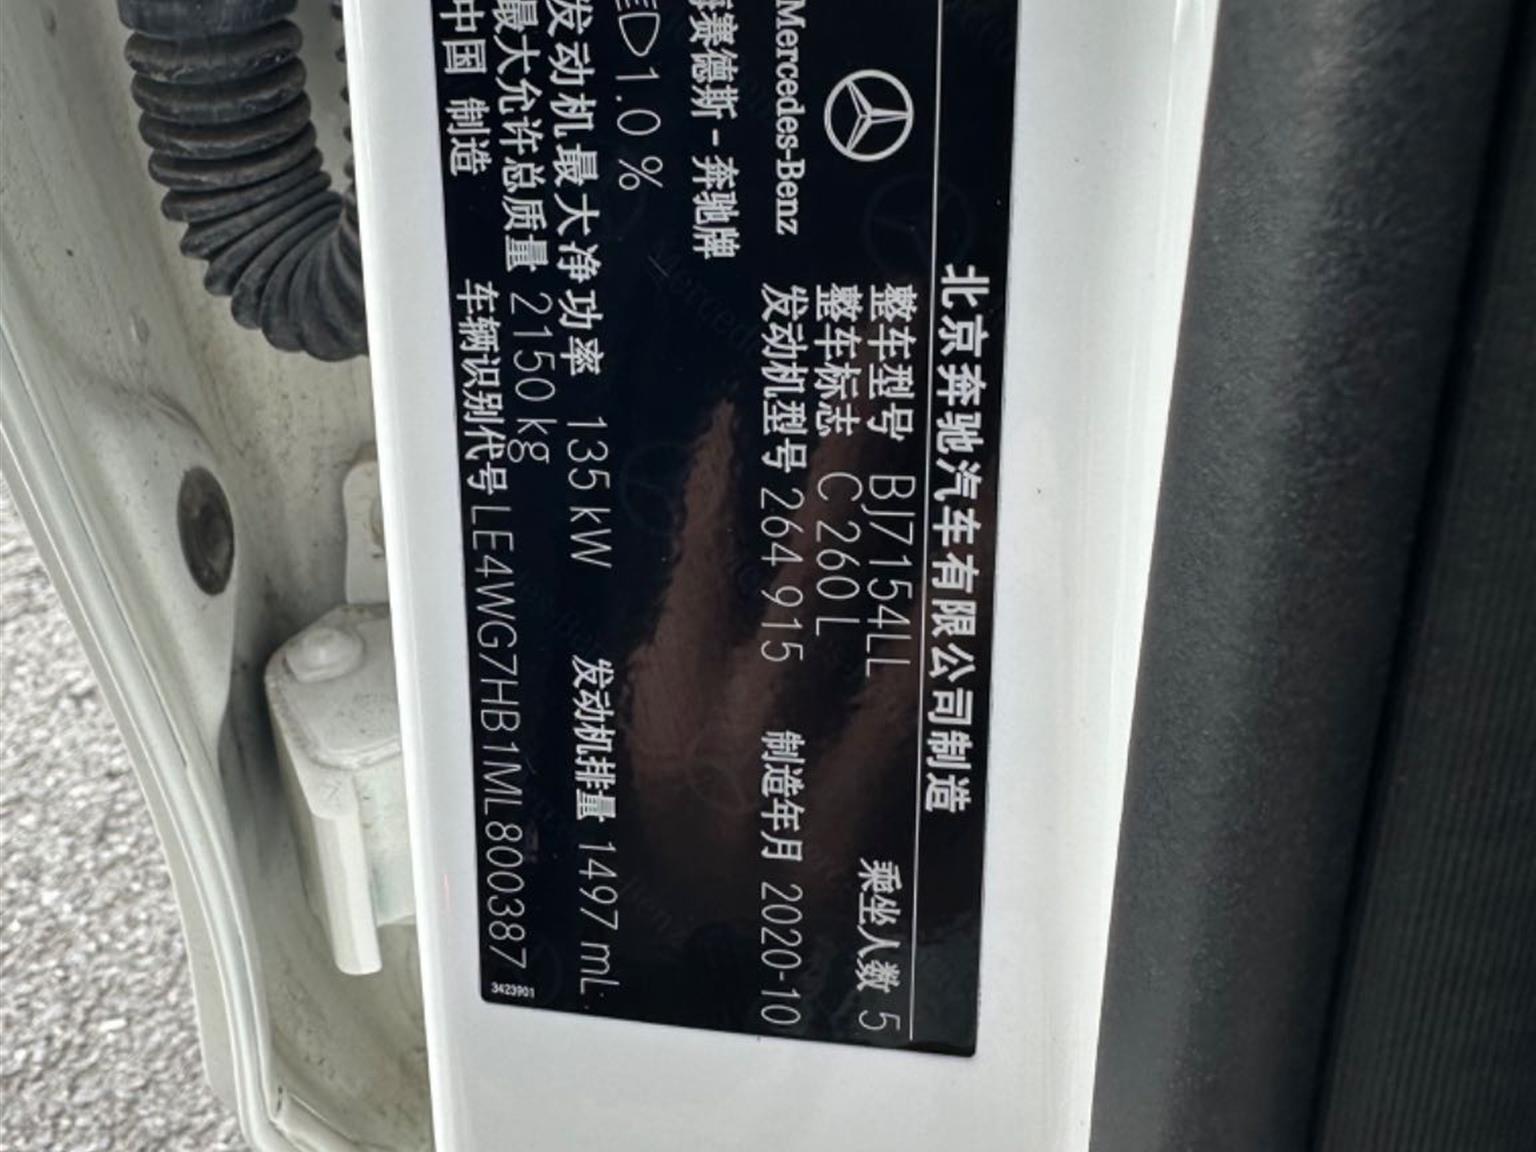 北京奔驰汽车有限公司制造
Mercedes-Benz
整车型号 BJ7154LL
乘坐人数 5
整车标志 C 260 L
发动机型号 264 915
制造年月 2020-10
梅赛德斯-奔驰牌
1.0 %
发动机最大净功率 135 kW
发动机排量 1497 mL
最大允许总质量 2150 kg
中国 制造
车辆识别代号 LE4WG7HB1ML800387
3423901